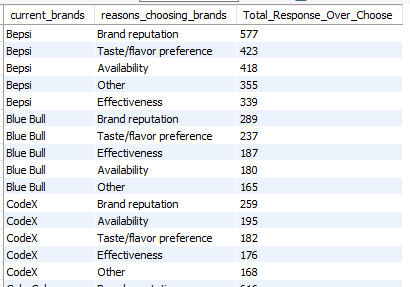 current_brands reasons_choosing_brands Total_Response_Over_Choose
Bepsi Brand reputation 577
Bepsi Taste/flavor preference 423
Bepsi Availability 418
Bepsi Other 355
Bepsi Effectiveness 339
Blue Bull Brand reputation 289
Blue Bull Taste/flavor preference 237
Blue Bull Effectiveness 187
Blue Bull Availability 180
Blue Bull Other 165
CodeX Brand reputation 259
CodeX Availability 195
CodeX Taste/flavor preference 182
CodeX Effectiveness 176
CodeX Other 168